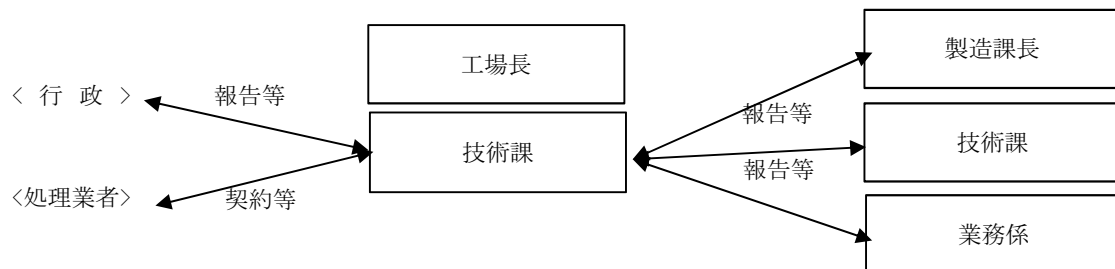 工場長
製造課長
〈 行 政 〉
報告等
報告等
技術課
技術課
報告等
〈処理業者〉
契約等
業務係